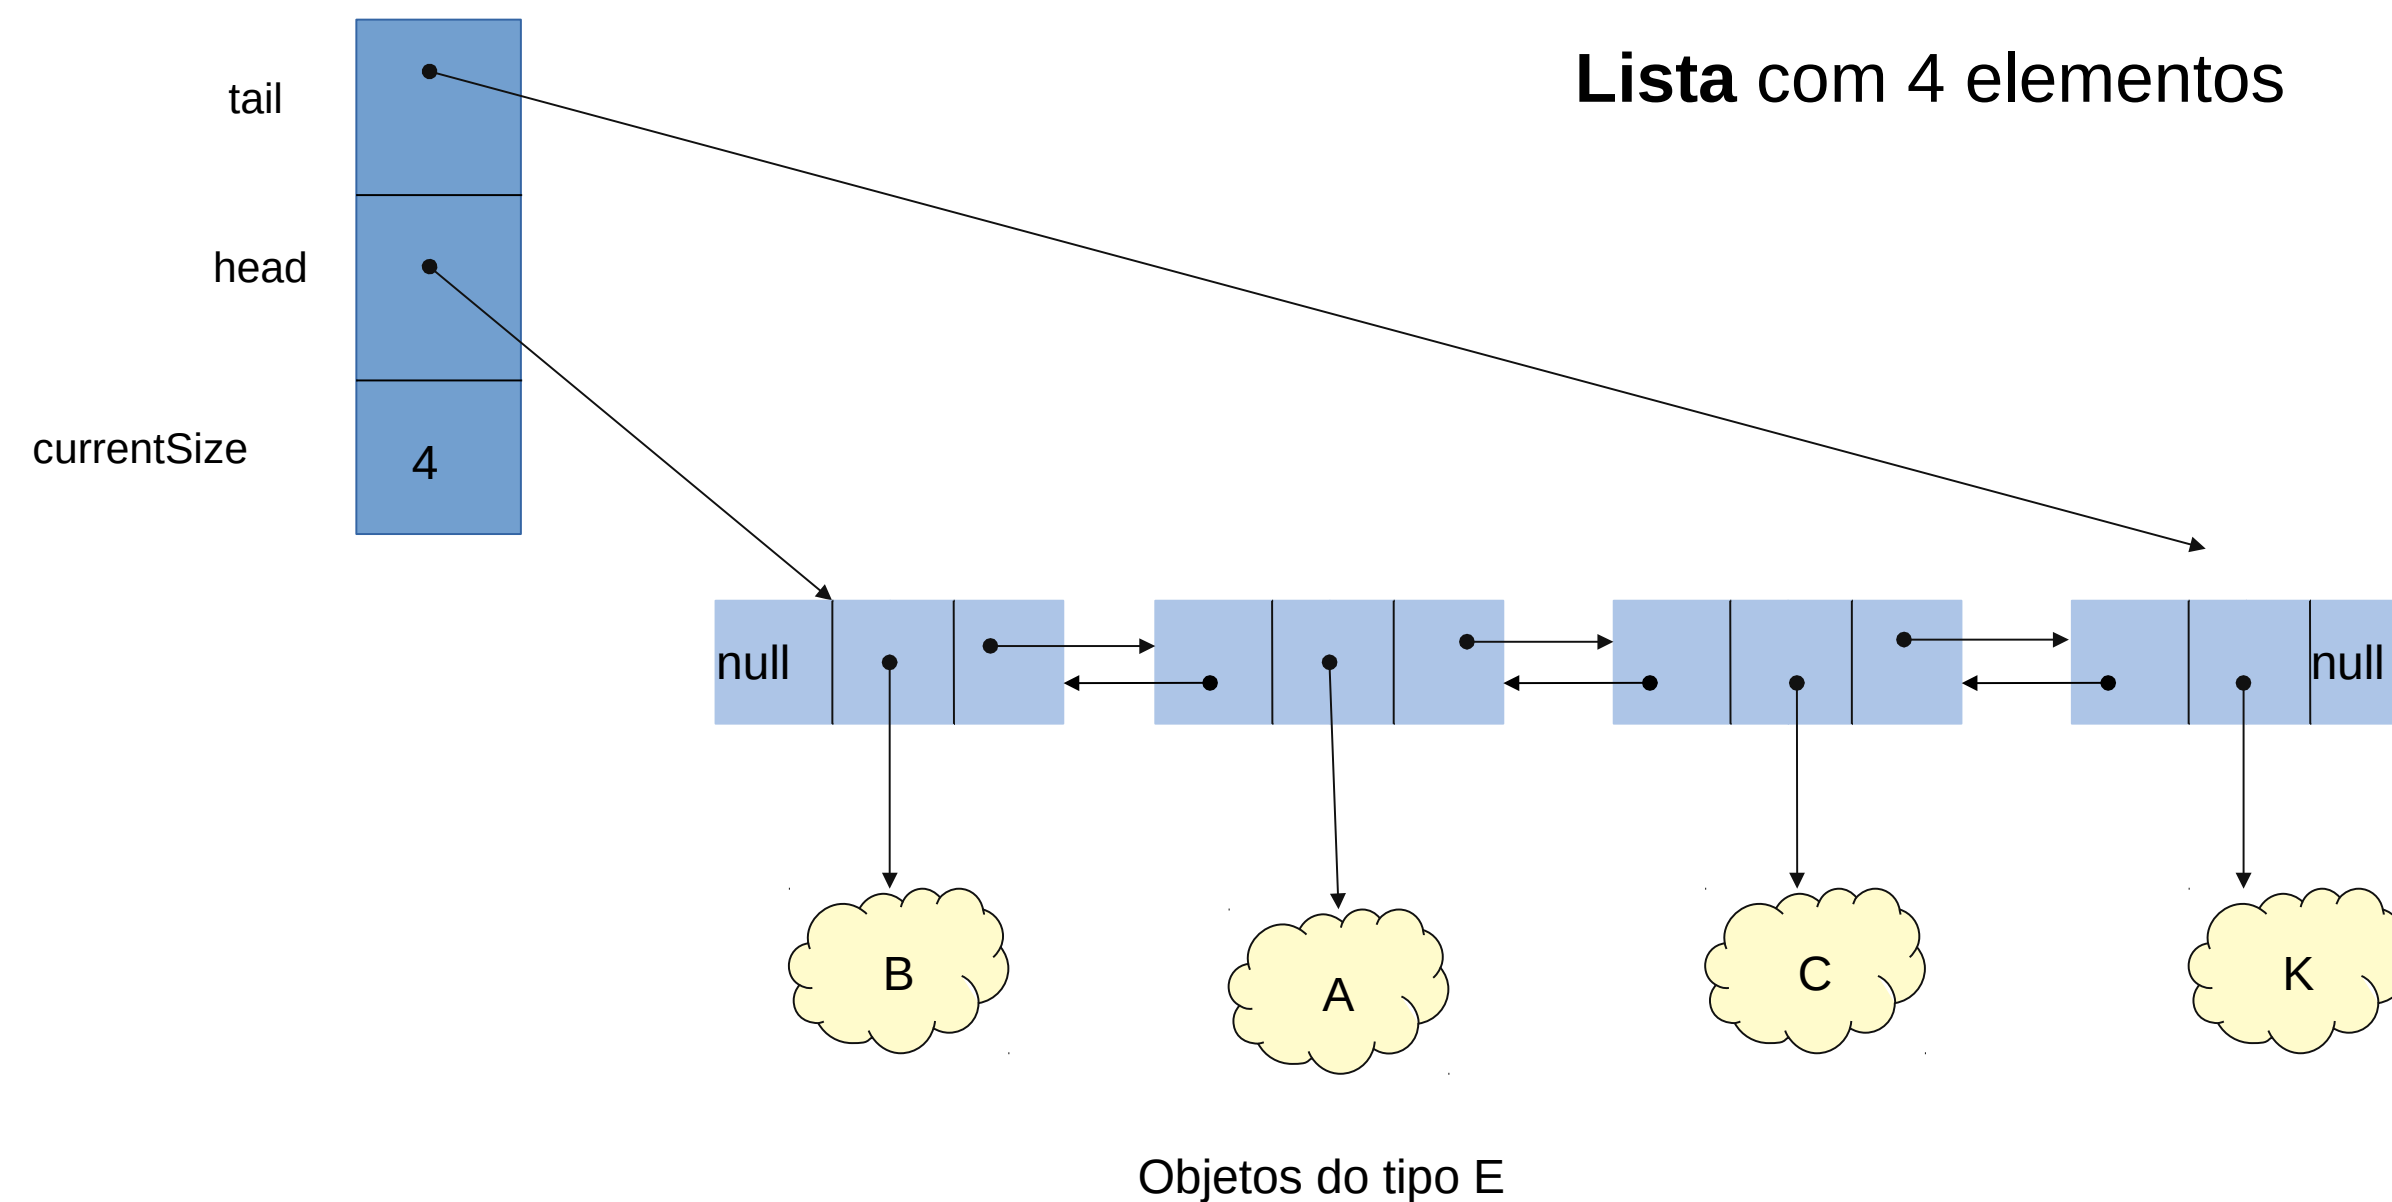 Lista com 4 elementos
tail
head
currentSize
4
null
null
B
A
C
K
Objetos do tipo E